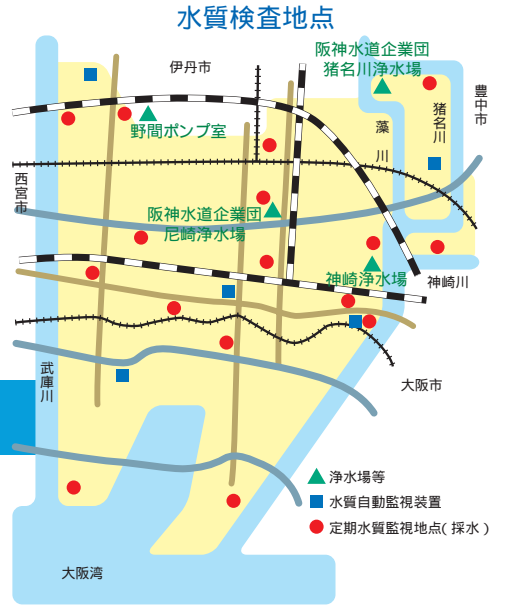 水質検査地点
阪神水道企業団
猪名川浄水場
伊丹市
豊中市
猪名川
藻川
野間ポンプ室
西宮市
阪神水道企業団
尼崎浄水場
神崎浄水場
神崎川
武庫川
大阪市
浄水場等
水質自動監視装置
定期水質監視地点(採水)
大阪湾